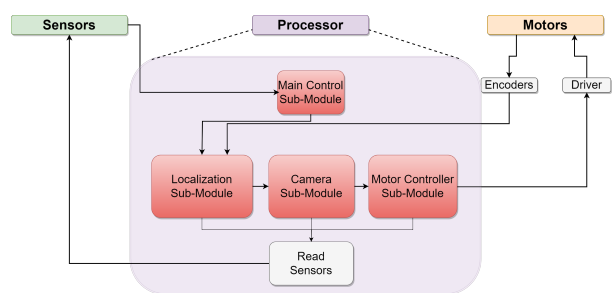 Sensors
Processor
Motors
Main Control
Sub-Module
Encoders
Driver
Localization
Sub-Module
Camera
Sub-Module
Motor Controller
Sub-Module
Read
Sensors